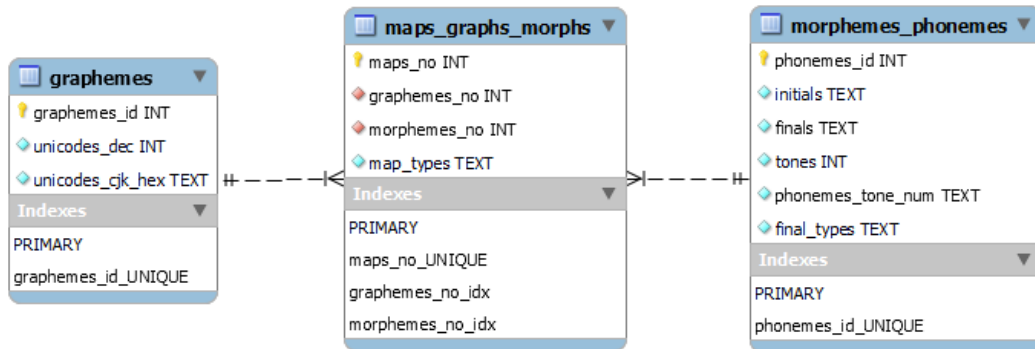 graphemes
graphemes_id INT
unicodes_dec INT
unicodes_cjk_hex TEXT
Indexes
PRIMARY
graphemes_id_UNIQUE
maps_graphs_morphs
maps_no INT
graphemes_no INT
morphemes_no INT
map_types TEXT
Indexes
PRIMARY
maps_no_UNIQUE
graphemes_no_idx
morphemes_no_idx
morphemes_phonemes
phonemes_id INT
initials TEXT
finals TEXT
tones INT
phonemes_tone_num TEXT
final_types TEXT
Indexes
PRIMARY
phonemes_id_UNIQUE